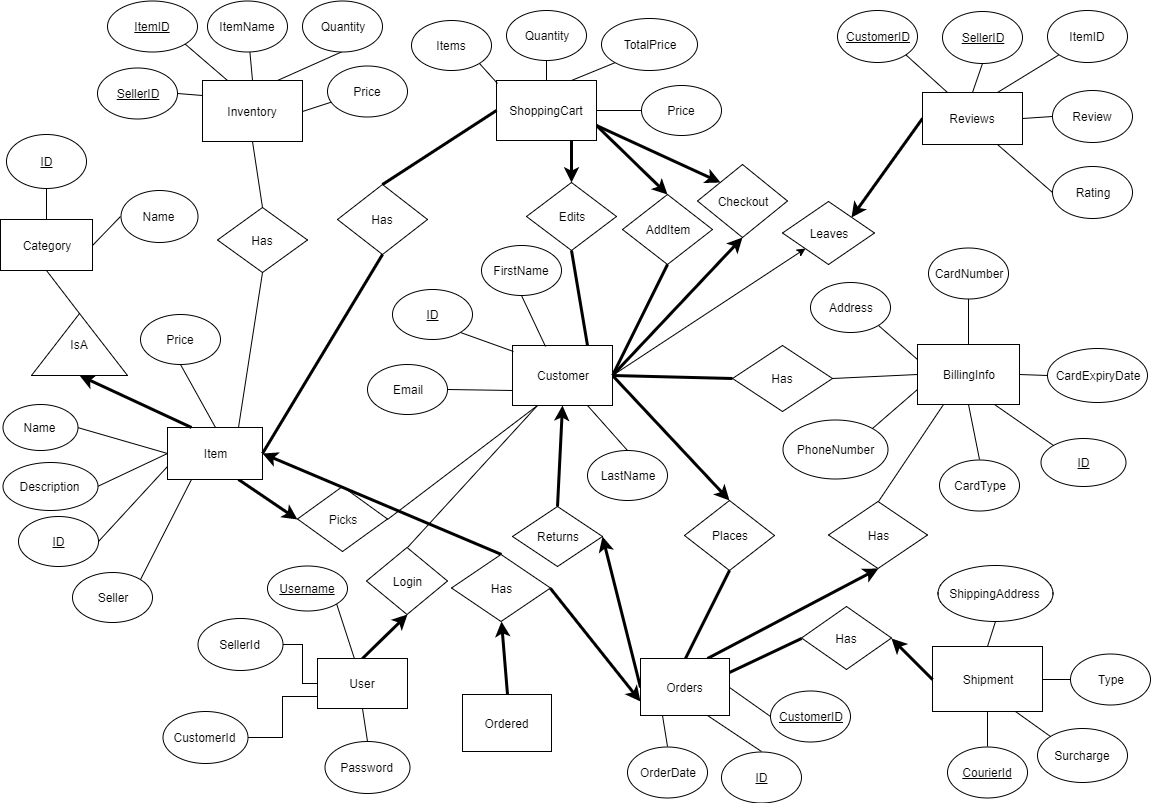 ItemID
ItemName
Quantity
SellerID
Price
Inventory
Items
Quantity
TotalPrice
Price
ShoppingCart
CustomerID
SellerID
ItemID
Review
Rating
Reviews
ID
Name
Category
Has
Has
Edits
AddItem
Checkout
Leaves
IsA
Price
FirstName
ID
Email
Customer
LastName
Has
Address
CardNumber
CardExpiryDate
BillingInfo
PhoneNumber
CardType
ID
Name
Description
ID
Seller
Item
Picks
Returns
Places
Has
Username
Login
Has
SellerId
User
CustomerId
Password
Ordered
Orders
CustomerID
OrderDate
ID
Has
ShippingAddress
Shipment
Type
Surcharge
CourierId